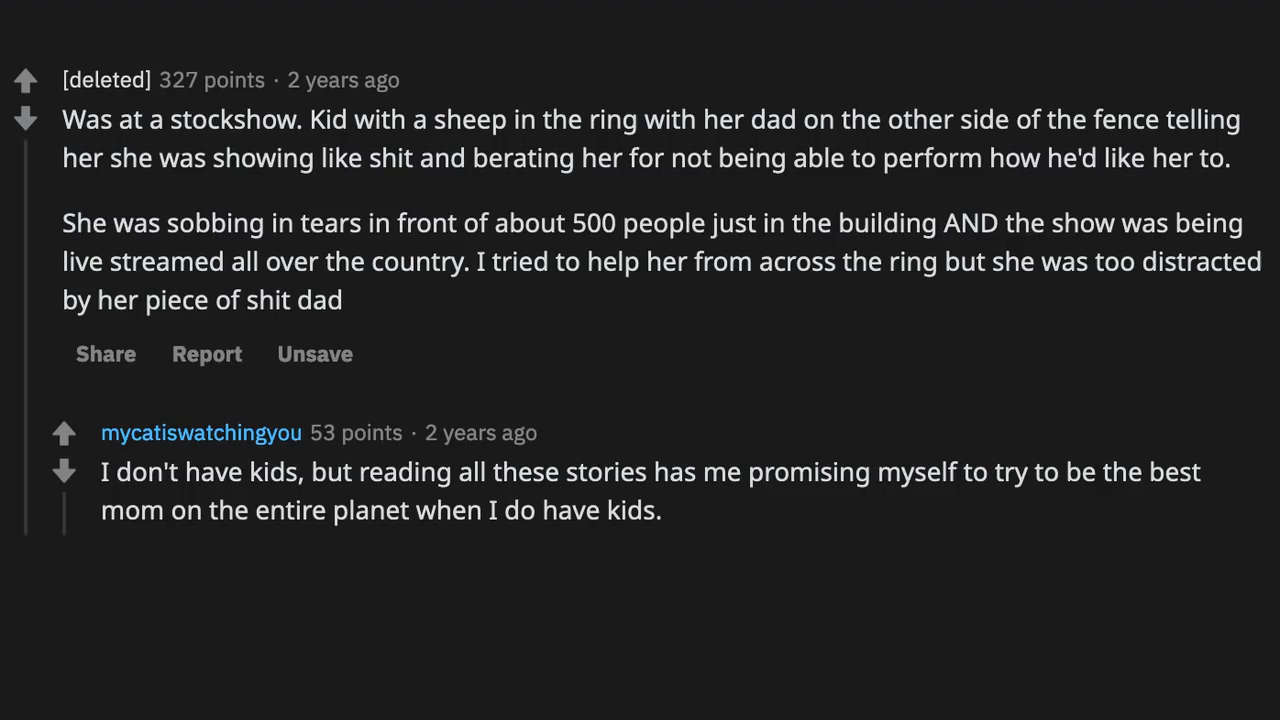 [deleted] 327 points · 2 years ago
Was at a stockshow. Kid with a sheep in the ring with her dad on the other side of the fence telling
her she was showing like shit and berating her for not being able to perform how he'd like her to.
She was sobbing in tears in front of about 500 people just in the building AND the show was being
live streamed all over the country. I tried to help her from across the ring but she was too distracted
by her piece of shit dad
Share Report Unsave
mycatiswatchingyou 53 points · 2 years ago
I don't have kids, but reading all these stories has me promising myself to try to be the best
mom on the entire planet when I do have kids.